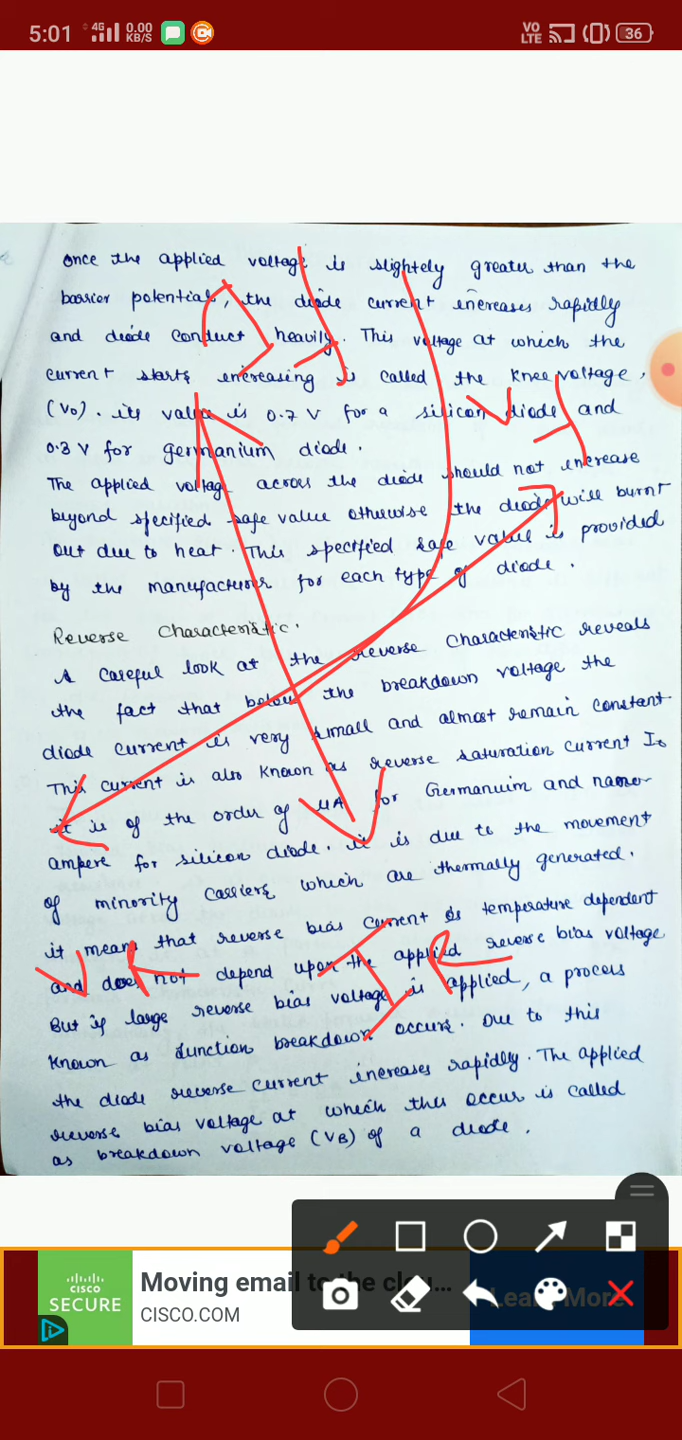 5:01 4G 0.00 KB/S VO LTE 36
once the applied voltage is slightely greater than the
barrier potential, the diode current encreases rapidly
and diode conduct heavily. This voltage at which the
current starts encreasing is called the knee voltage,
(Vo). its value is 0.7 V for a silicon diode and
0.3 V for germanium diode.
The applied voltage across the diode should not encrease
beyond specified safe value otherwise the diode will burnt
out due to heat. This specified safe value is provided
by the manufacturer for each type of diode.
Reverse Characteristic.
A careful look at the reverse characteristic reveals
the fact that below the breakdown voltage the
diode current is very small and almost remain constant
This current is also known as reverse saturation current Io
it is of the order of μA for Germanium and
ampere for silicon diode. it is due to the movement
of minority carriers which are thermally generated.
it means that reverse bias current is temperature dependent
and does not depend upon the applied reverse bias voltage
But if large reverse bias voltage is applied, a process
known as junction breakdown occurs. Due to this
the diode reverse current increases rapidly. The applied
reverse bias voltage at which this occur is called
as breakdown voltage (VB) of a diode.
V I
V I
CISCO
SECURE
Moving email to the
CISCO.COM
Learn More